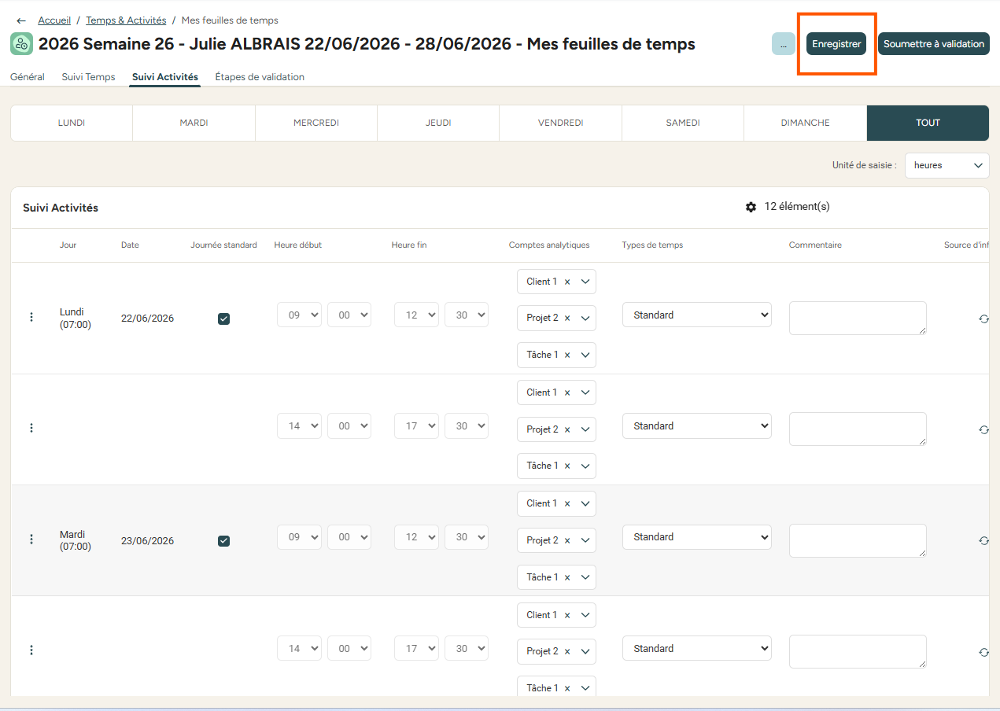 ← Accueil / Temps & Activités / Mes feuilles de temps
2026 Semaine 26 - Julie ALBRAIS 22/06/2026 - 28/06/2026 - Mes feuilles de temps
... Enregistrer Soumettre à validation
Général Suivi Temps Suivi Activités Étapes de validation
LUNDI MARDI MERCREDI JEUDI VENDREDI SAMEDI DIMANCHE TOUT
Unité de saisie : heures
Suivi Activités 12 élément(s)
Jour Date Journée standard Heure début Heure fin Comptes analytiques Types de temps Commentaire Source d'inf
Client 1 ×
Lundi
(07:00) 22/06/2026 09 00 12 30 Projet 2 × Standard
Tâche 1 ×
Client 1 ×
14 00 17 30 Projet 2 × Standard
Tâche 1 ×
Client 1 ×
Mardi
(07:00) 23/06/2026 09 00 12 30 Projet 2 × Standard
Tâche 1 ×
Client 1 ×
14 00 17 30 Projet 2 × Standard
Tâche 1 ×